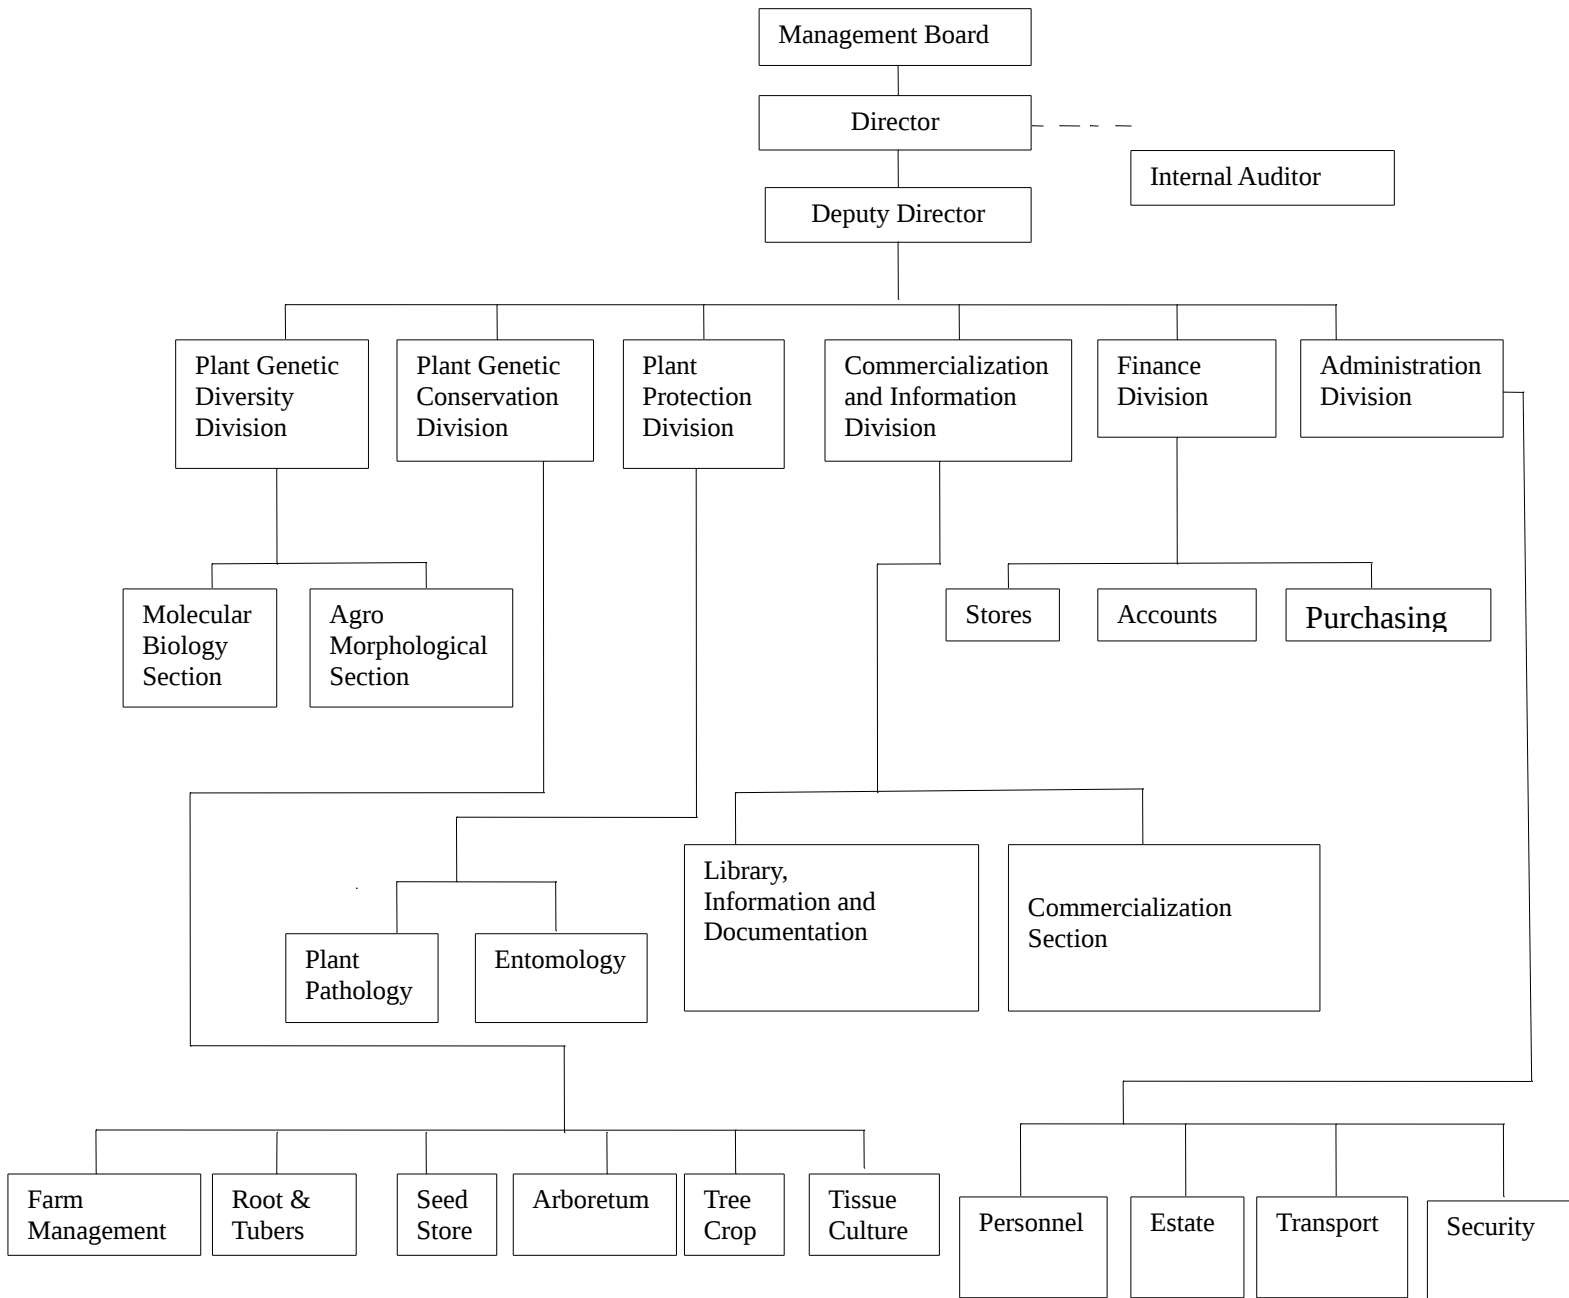 Management Board
Director
Internal Auditor
Deputy Director
Plant Genetic
Diversity
Division
Plant Genetic
Conservation
Division
Plant
Protection
Division
Commercialization
and Information
Division
Finance
Division
Administration
Division
Molecular
Biology
Section
Agro
Morphological
Section
Stores
Accounts
Purchasing
Library,
Information and
Documentation
Commercialization
Section
Plant
Pathology
Entomology
Farm
Management
Root &
Tubers
Seed
Store
Arboretum
Tree
Crop
Tissue
Culture
Personnel
Estate
Transport
Security